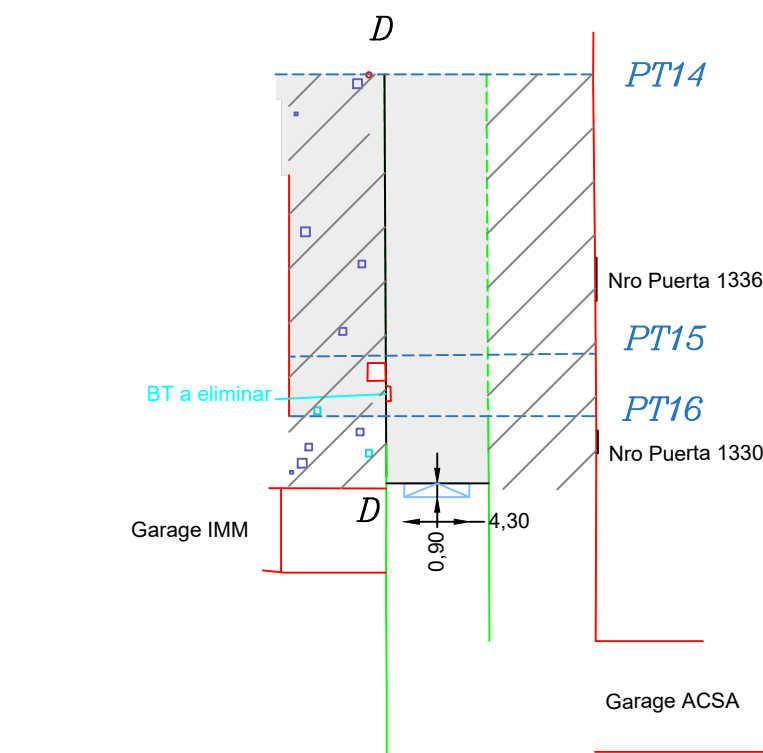 D
PT14
Nro Puerta 1336
PT15
BT a eliminar
PT16
Nro Puerta 1330
D
4,30
Garage IMM
0,90
Garage ACSA